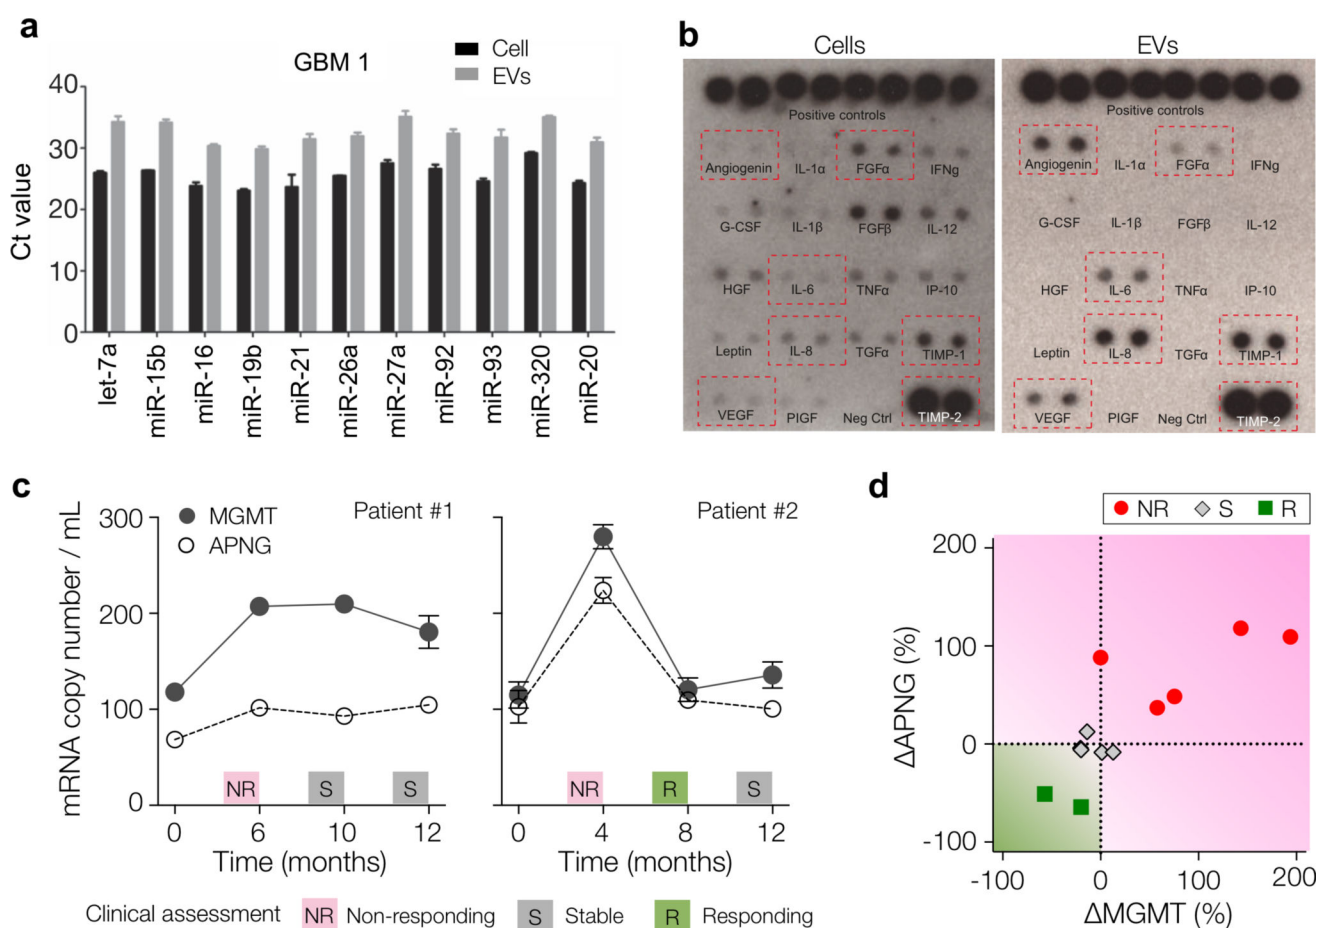 a
GBM 1
Cell
EVs
Ct value
40
30
20
10
0
let-7a
miR-15b
miR-16
miR-19b
miR-21
miR-26a
miR-27a
miR-92
miR-93
miR-320
miR-20
b
Cells
EVs
Positive controls
Angiogenin IL-1α FGFα IFNg
G-CSF IL-1β FGFβ IL-12
HGF IL-6 TNFα IP-10
Leptin IL-8 TGFα TIMP-1
VEGF PIGF Neg Ctrl TIMP-2
Positive controls
Angiogenin IL-1α FGFα IFNg
G-CSF IL-1β FGFβ IL-12
HGF IL-6 TNFα IP-10
Leptin IL-8 TGFα TIMP-1
VEGF PIGF Neg Ctrl TIMP-2
c
mRNA copy number / mL
300
200
100
0
MGMT
APNG
Patient #1
NR S S
0 6 10 12
Time (months)
Patient #2
NR R S
0 4 8 12
Time (months)
Clinical assessment NR Non-responding S Stable R Responding
d
NR S R
ΔAPNG (%)
200
100
0
-100
-100 0 100 200
ΔMGMT (%)